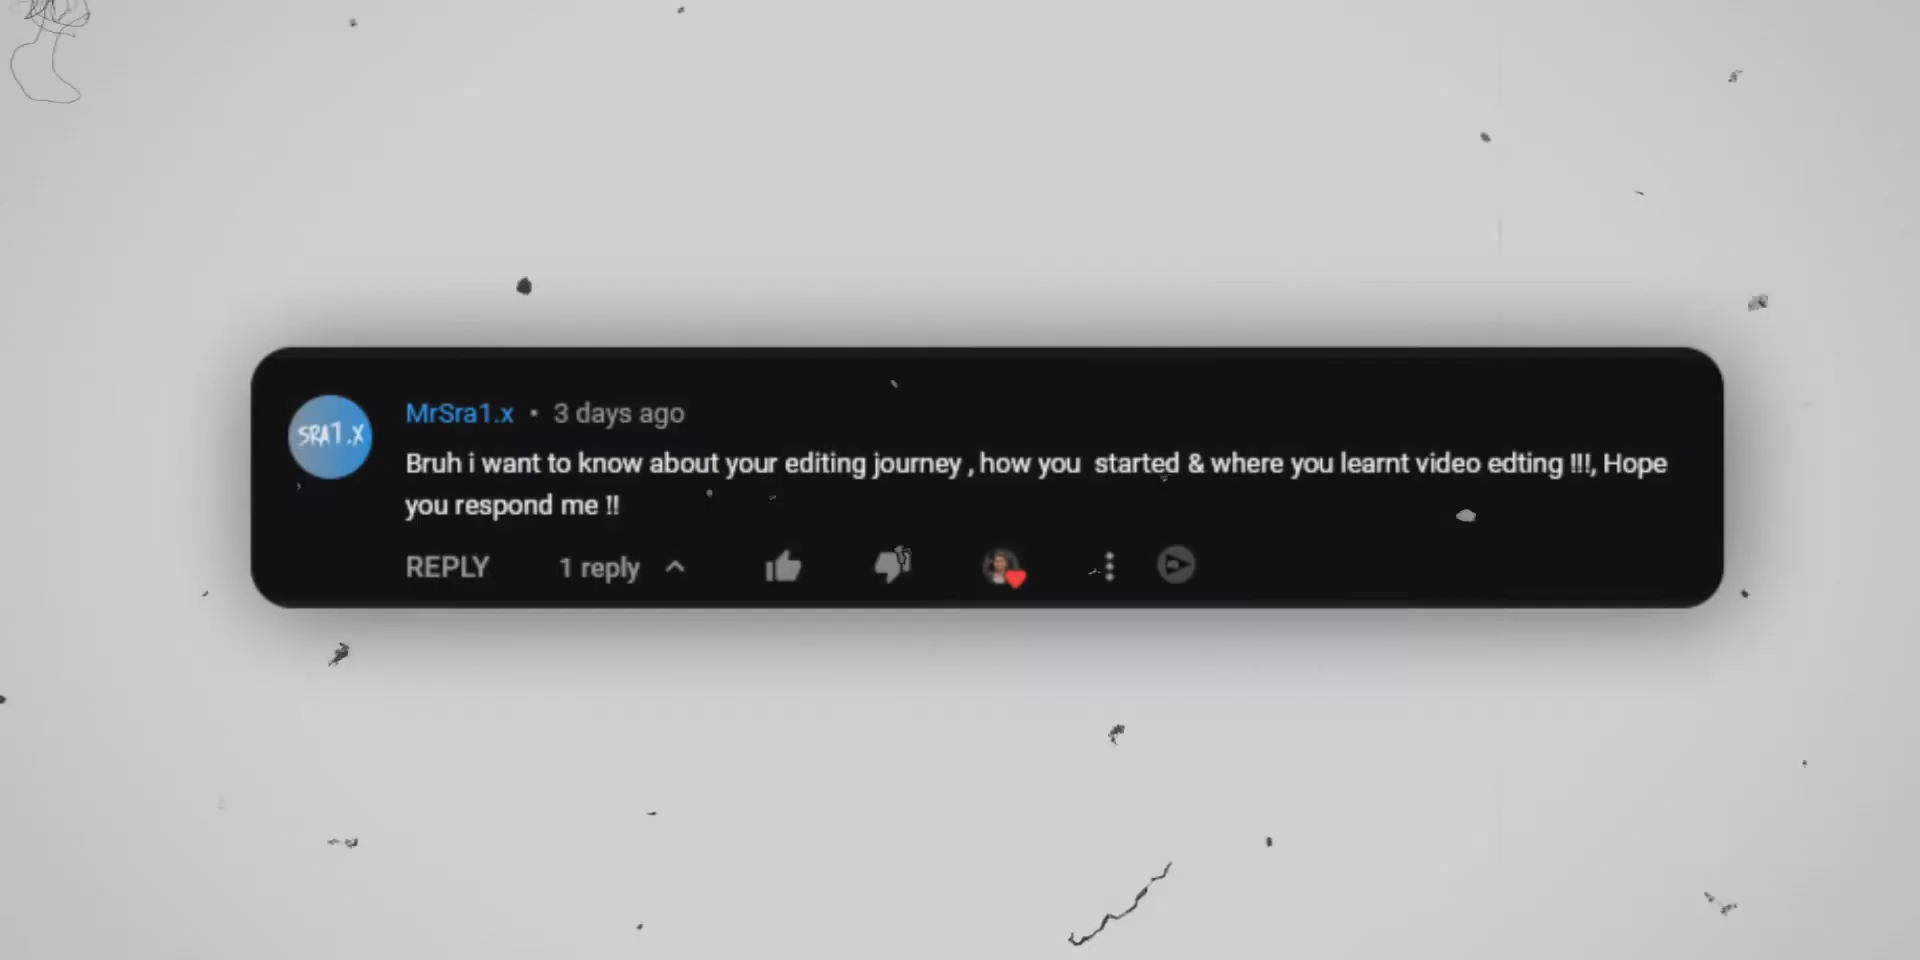 SRA1.X
MrSra1.x • 3 days ago
Bruh i want to know about your editing journey , how you  started & where you learnt video edting !!!, Hope
you respond me !!
REPLY 1 reply